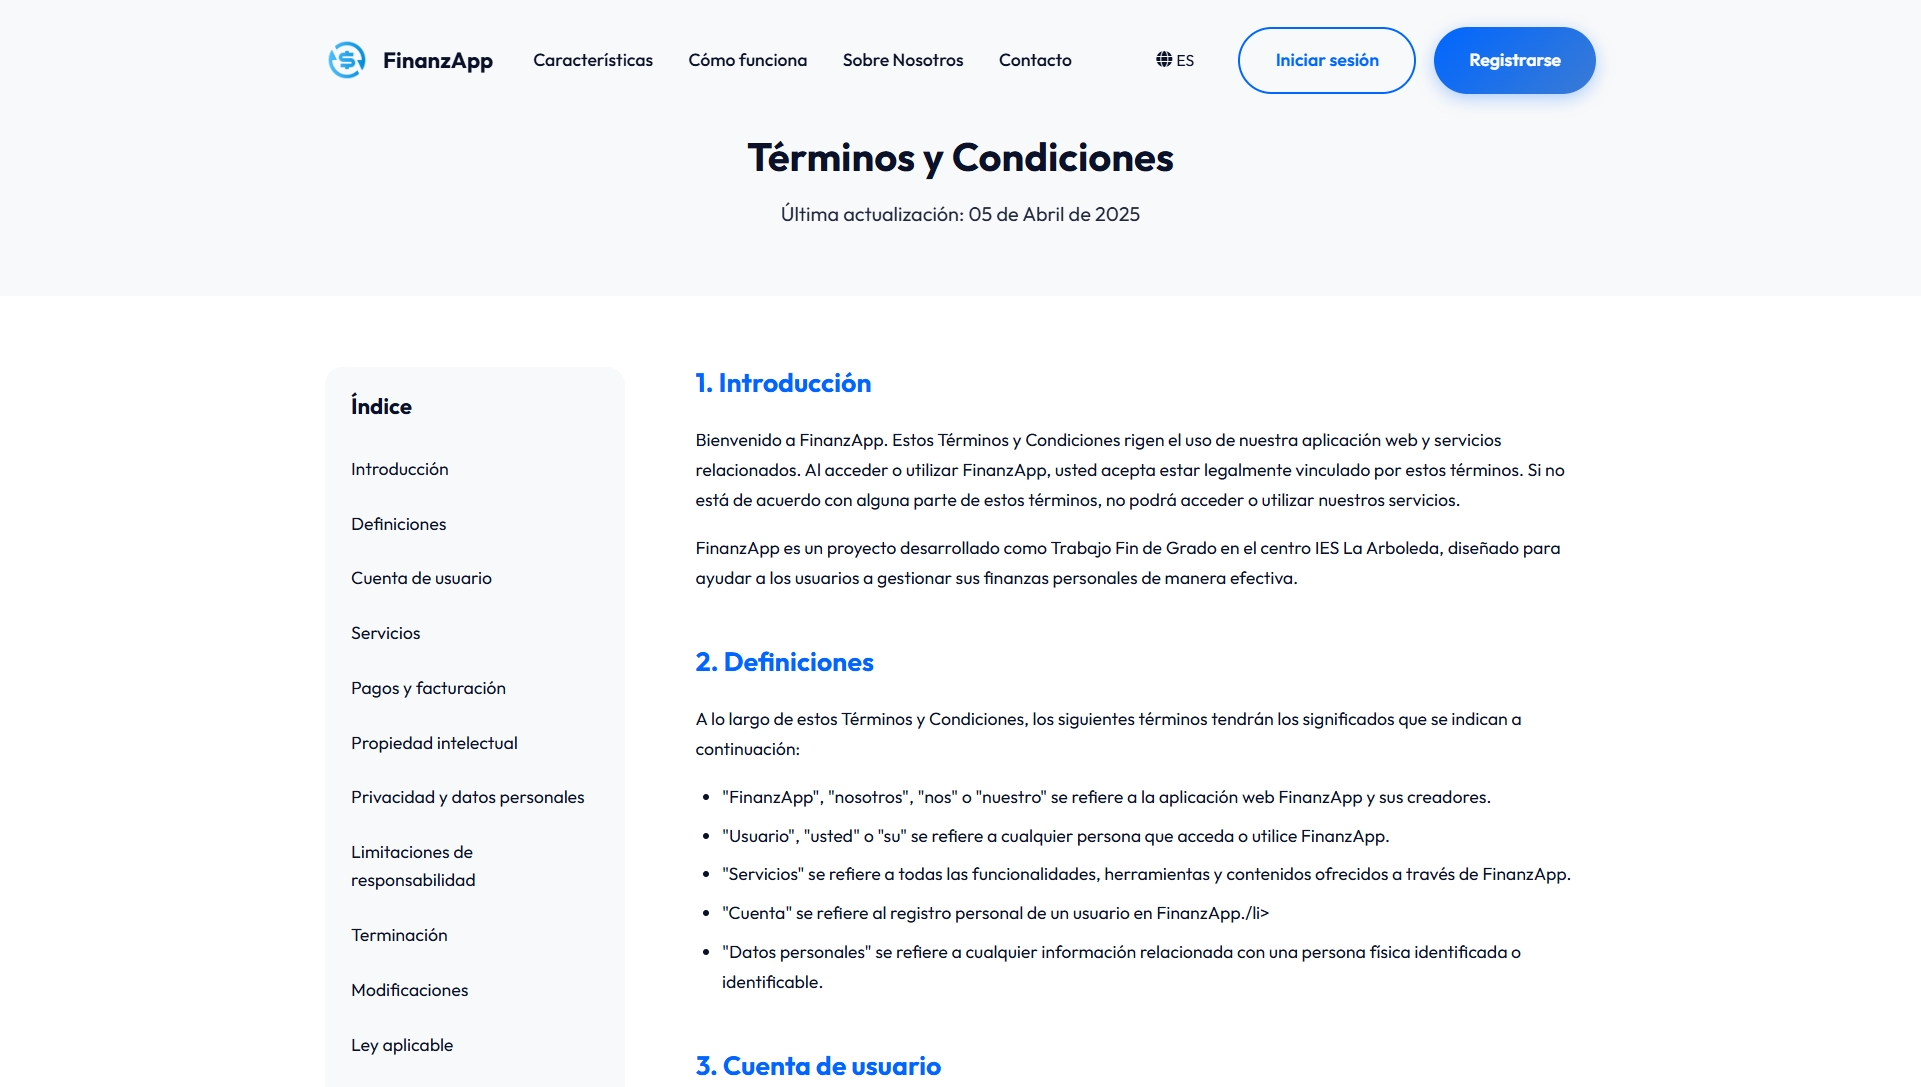 FinanzApp
Características
Cómo funciona
Sobre Nosotros
Contacto
ES
Iniciar sesión
Registrarse
Términos y Condiciones
Última actualización: 05 de Abril de 2025
Índice
Introducción
Definiciones
Cuenta de usuario
Servicios
Pagos y facturación
Propiedad intelectual
Privacidad y datos personales
Limitaciones de
responsabilidad
Terminación
Modificaciones
Ley aplicable
1. Introducción
Bienvenido a FinanzApp. Estos Términos y Condiciones rigen el uso de nuestra aplicación web y servicios
relacionados. Al acceder o utilizar FinanzApp, usted acepta estar legalmente vinculado por estos términos. Si no
está de acuerdo con alguna parte de estos términos, no podrá acceder o utilizar nuestros servicios.
FinanzApp es un proyecto desarrollado como Trabajo Fin de Grado en el centro IES La Arboleda, diseñado para
ayudar a los usuarios a gestionar sus finanzas personales de manera efectiva.
2. Definiciones
A lo largo de estos Términos y Condiciones, los siguientes términos tendrán los significados que se indican a
continuación:
• "FinanzApp", "nosotros", "nos" o "nuestro" se refiere a la aplicación web FinanzApp y sus creadores.
• "Usuario", "usted" o "su" se refiere a cualquier persona que acceda o utilice FinanzApp.
• "Servicios" se refiere a todas las funcionalidades, herramientas y contenidos ofrecidos a través de FinanzApp.
• "Cuenta" se refiere al registro personal de un usuario en FinanzApp./li>
• "Datos personales" se refiere a cualquier información relacionada con una persona física identificada o
identificable.
3. Cuenta de usuario